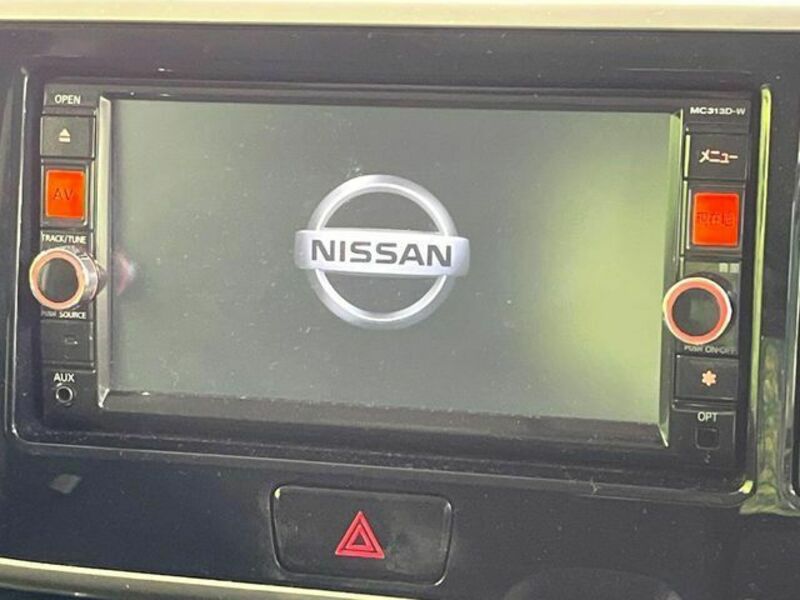 OPEN
MC313D-W
メニュー
AV
現在地
TRACK/TUNE
NISSAN
PUSH SOURCE
PUSH ON-OFF
AUX
OPT